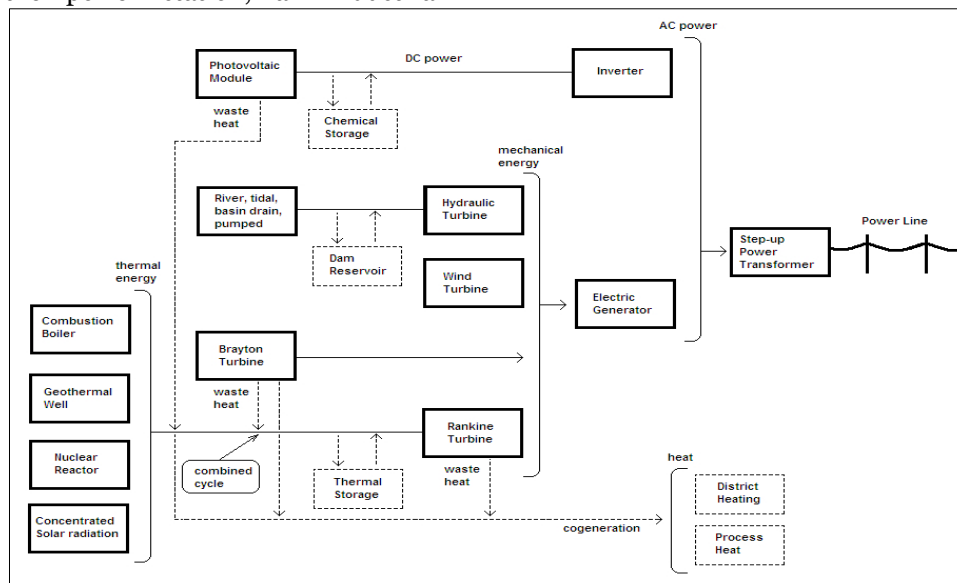 AC power
Photovoltaic
Module
DC power
Inverter
waste
heat
Chemical
Storage
mechanical
energy
River, tidal,
basin drain,
pumped
Hydraulic
Turbine
Dam
Reservoir
Wind
Turbine
Electric
Generator
Step-up
Power
Transformer
Power Line
thermal
energy
Combustion
Boiler
Brayton
Turbine
waste
heat
Geothermal
Well
Rankine
Turbine
Nuclear
Reactor
combined
cycle
Thermal
Storage
waste
heat
heat
District
Heating
Concentrated
Solar radiation
cogeneration
Process
Heat